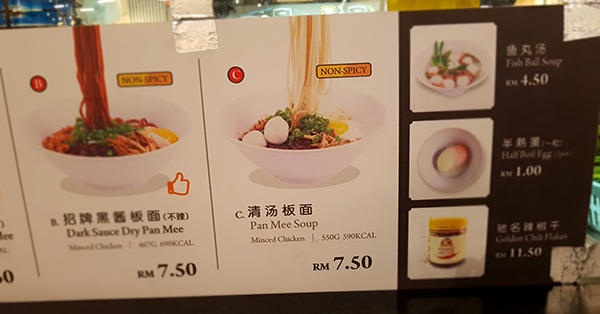 B
NON-SPICY
B. 招牌黑酱板面(不辣)
Dark Sauce Dry Pan Mee
Minced Chicken | 467G 690KCAL
RM 7.50
C
NON-SPICY
C. 清汤板面
Pan Mee Soup
Minced Chicken | 550G 590KCAL
RM 7.50
鱼丸汤
Fish Ball Soup
RM 4.50
半熟蛋(一粒)
Half Boil Egg (1pcs)
RM 1.00
驰名辣椒干
Golden Chili Flakes
RM 11.50